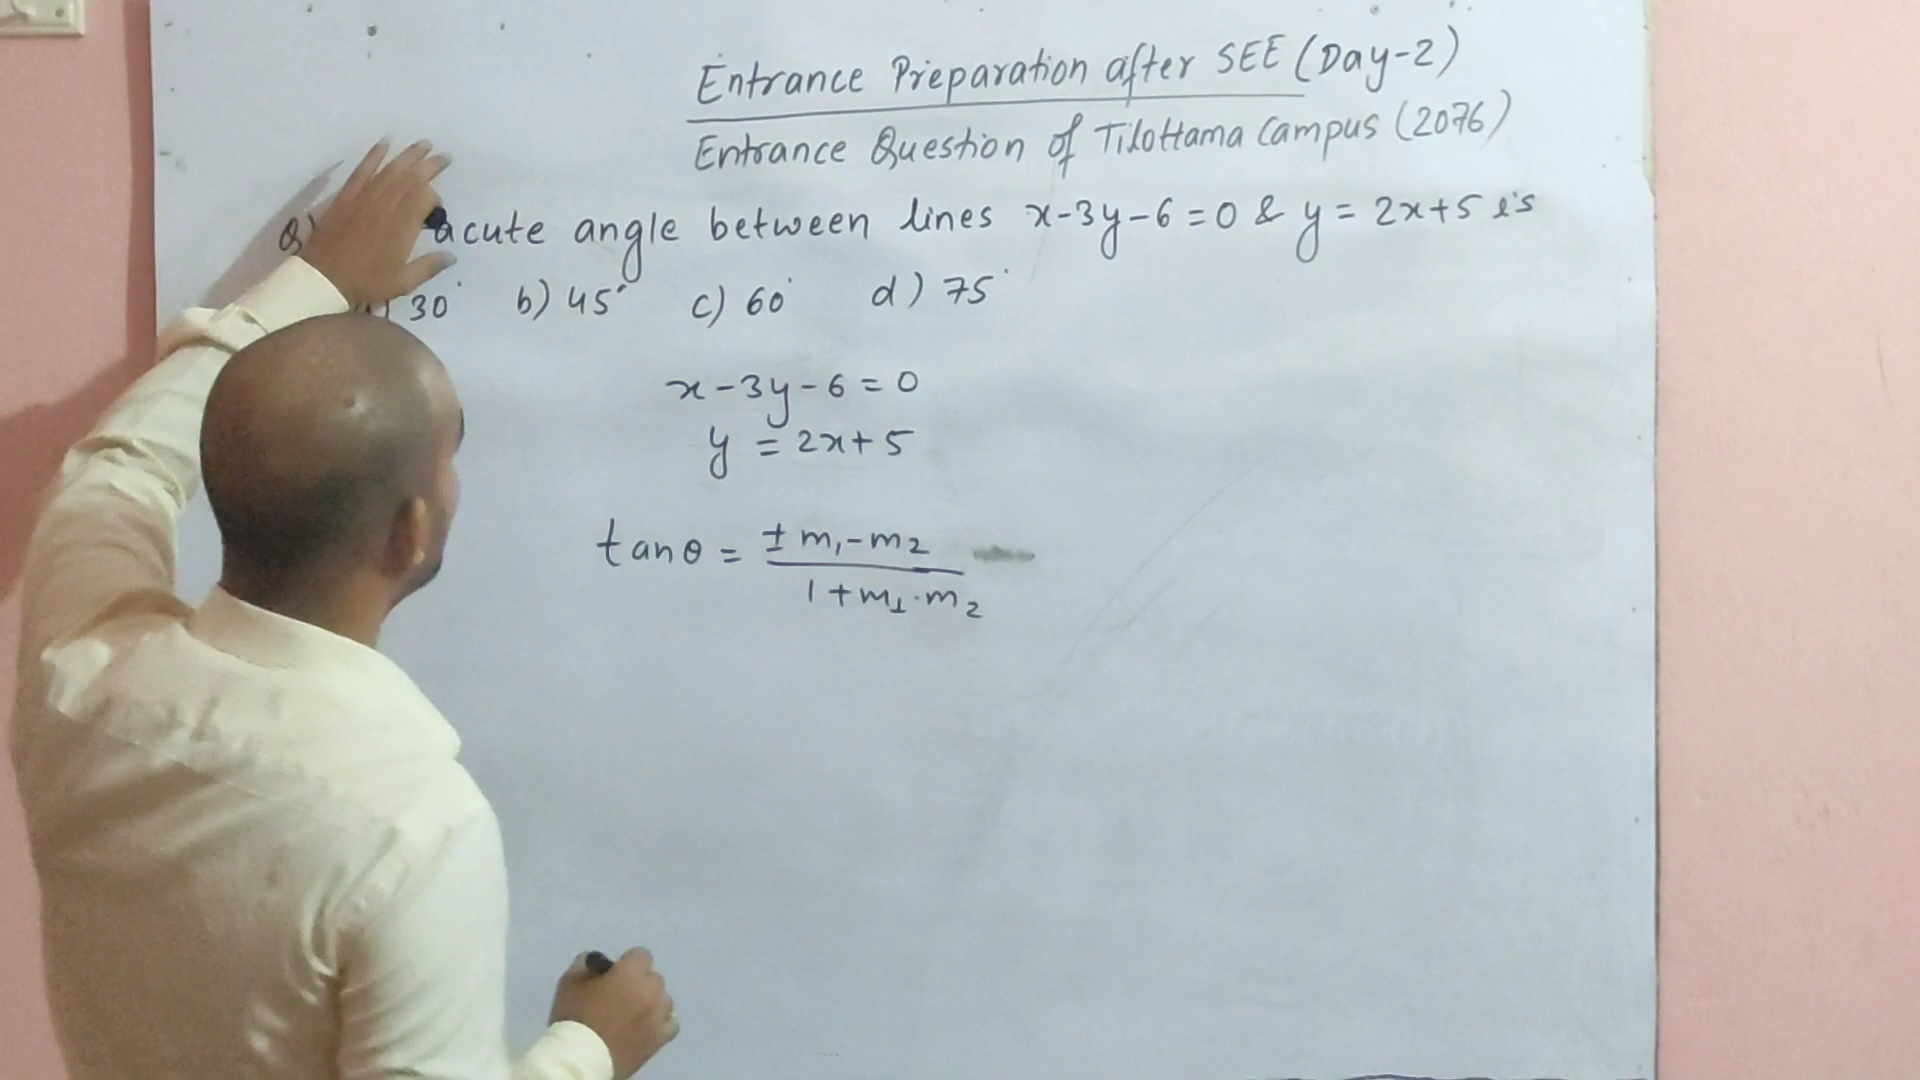 Entrance Preparation after SEE (Day-2)
Entrance Question of Tilottama Campus (2076)
Q) acute angle between lines x-3y-6=0 & y = 2x+5 is
a) 30° b) 45° c) 60° d) 75°
x-3y-6=0
y = 2x+5
tanθ = ± m₁-m₂
1+m₁.m₂